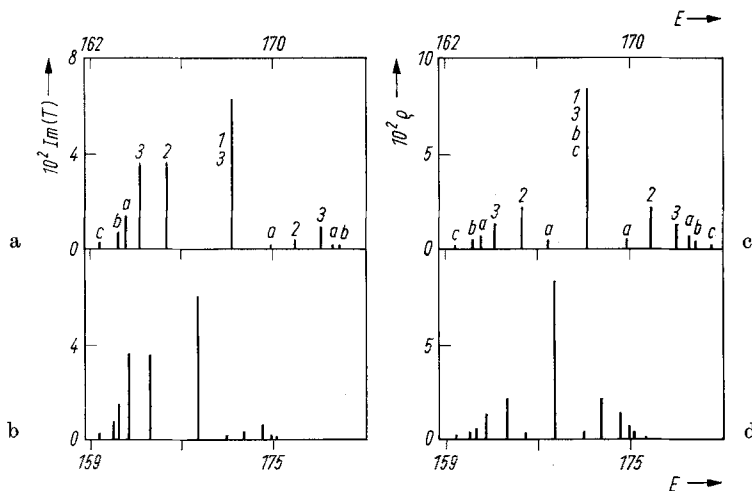 E →
162 170 162 170
8 10
10² Im(T) → 10² ϱ →
1
3
1
3
b
c
3 2
4 5
2 2
c b a a 2 3 a b
c b a 3 a a 3 a b c
0 0
a c
4 5
b d
0 0
159 175 159 175
E →